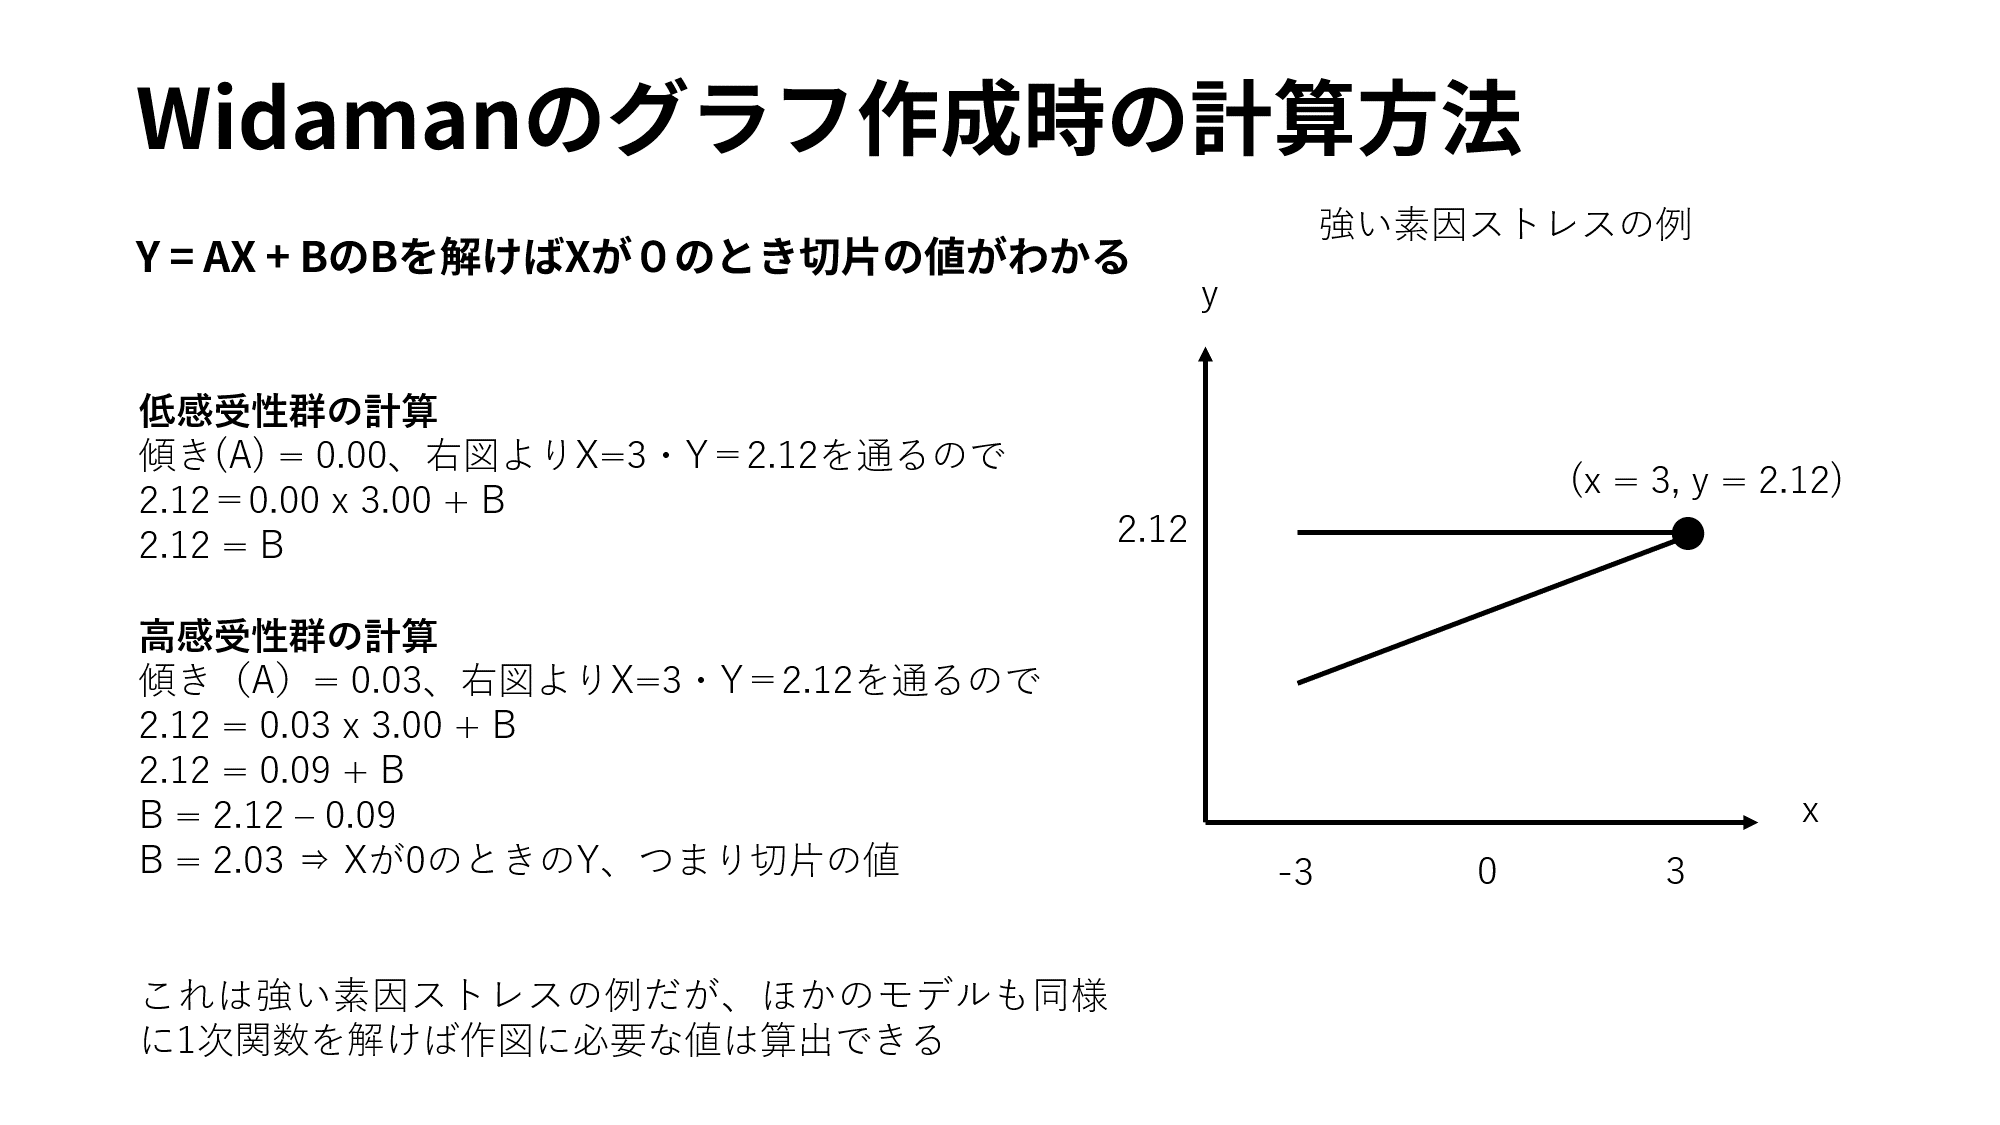 Widamanのグラフ作成時の計算方法
Y＝AX + BのBを解けばXが０のとき切片の値がわかる
低感受性群の計算
傾き(A) = 0.00、右図よりX=3・Y＝2.12を通るので
2.12＝0.00 x 3.00 + B
2.12 = B
高感受性群の計算
傾き（A）= 0.03、右図よりX=3・Y＝2.12を通るので
2.12 = 0.03 x 3.00 + B
2.12 = 0.09 + B
B = 2.12 – 0.09
B = 2.03 ⇒ Xが0のときのY、つまり切片の値
これは強い素因ストレスの例だが、ほかのモデルも同様
に1次関数を解けば作図に必要な値は算出できる
強い素因ストレスの例
y
(x = 3, y = 2.12)
2.12
x
-3 0 3